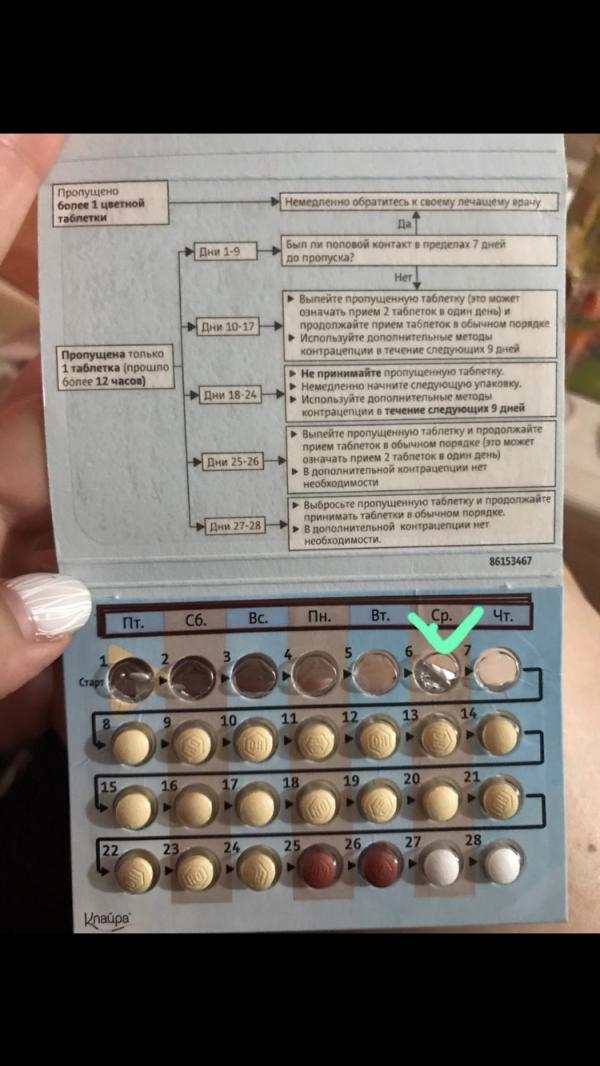 Пропущено
более 1 цветной
таблетки
Немедленно обратитесь к своему лечащему врачу
Да
Дни 1-9
Был ли половой контакт в пределах 7 дней
до пропуска?
Нет
Дни 10-17
► Выпейте пропущенную таблетку (это может
означать прием 2 таблеток в один день) и
продолжайте прием таблеток в обычном порядке
► Используйте дополнительные методы
контрацепции в течение следующих 9 дней
Пропущена только
1 таблетка (прошло
более 12 часов)
Дни 18-24
► Не принимайте пропущенную таблетку.
► Немедленно начните следующую упаковку.
► Используйте дополнительные методы
контрацепции в течение следующих 9 дней
Дни 25-26
► Выпейте пропущенную таблетку и продолжайте
прием таблеток в обычном порядке (это может
означать прием 2 таблеток в один день)
► В дополнительной контрацепции нет
необходимости
Дни 27-28
► Выбросьте пропущенную таблетку и продолжайте
принимать таблетки в обычном порядке.
► В дополнительной контрацепции нет
необходимости.
86153467
Пт. Сб. Вс. Пн. Вт. Ср. Чт.
1 2 3 4 5 6 7
Старт
8 9 10 11 12 13 14
15 16 17 18 19 20 21
22 23 24 25 26 27 28
Клайра®